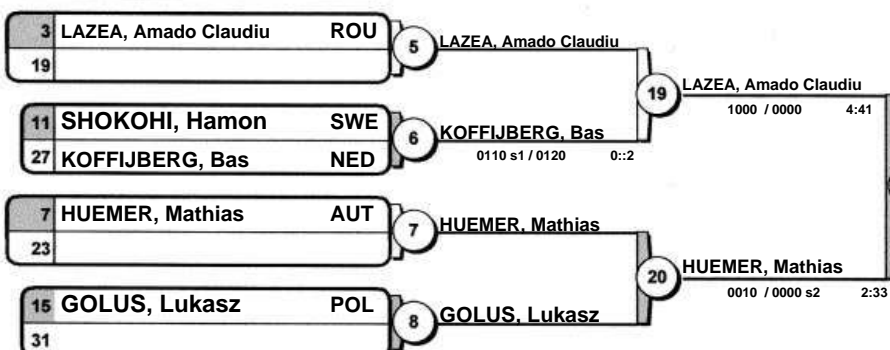 3 LAZEA, Amado Claudiu ROU
19
5
LAZEA, Amado Claudiu
11 SHOKOHI, Hamon SWE
27 KOFFIJBERG, Bas NED
6
KOFFIJBERG, Bas
0110 s1 / 0120 0::2
19
LAZEA, Amado Claudiu
1000 / 0000 4:41
7 HUEMER, Mathias AUT
23
7
HUEMER, Mathias
15 GOLUS, Lukasz POL
31
8
GOLUS, Lukasz
20
HUEMER, Mathias
0010 / 0000 s2 2:33